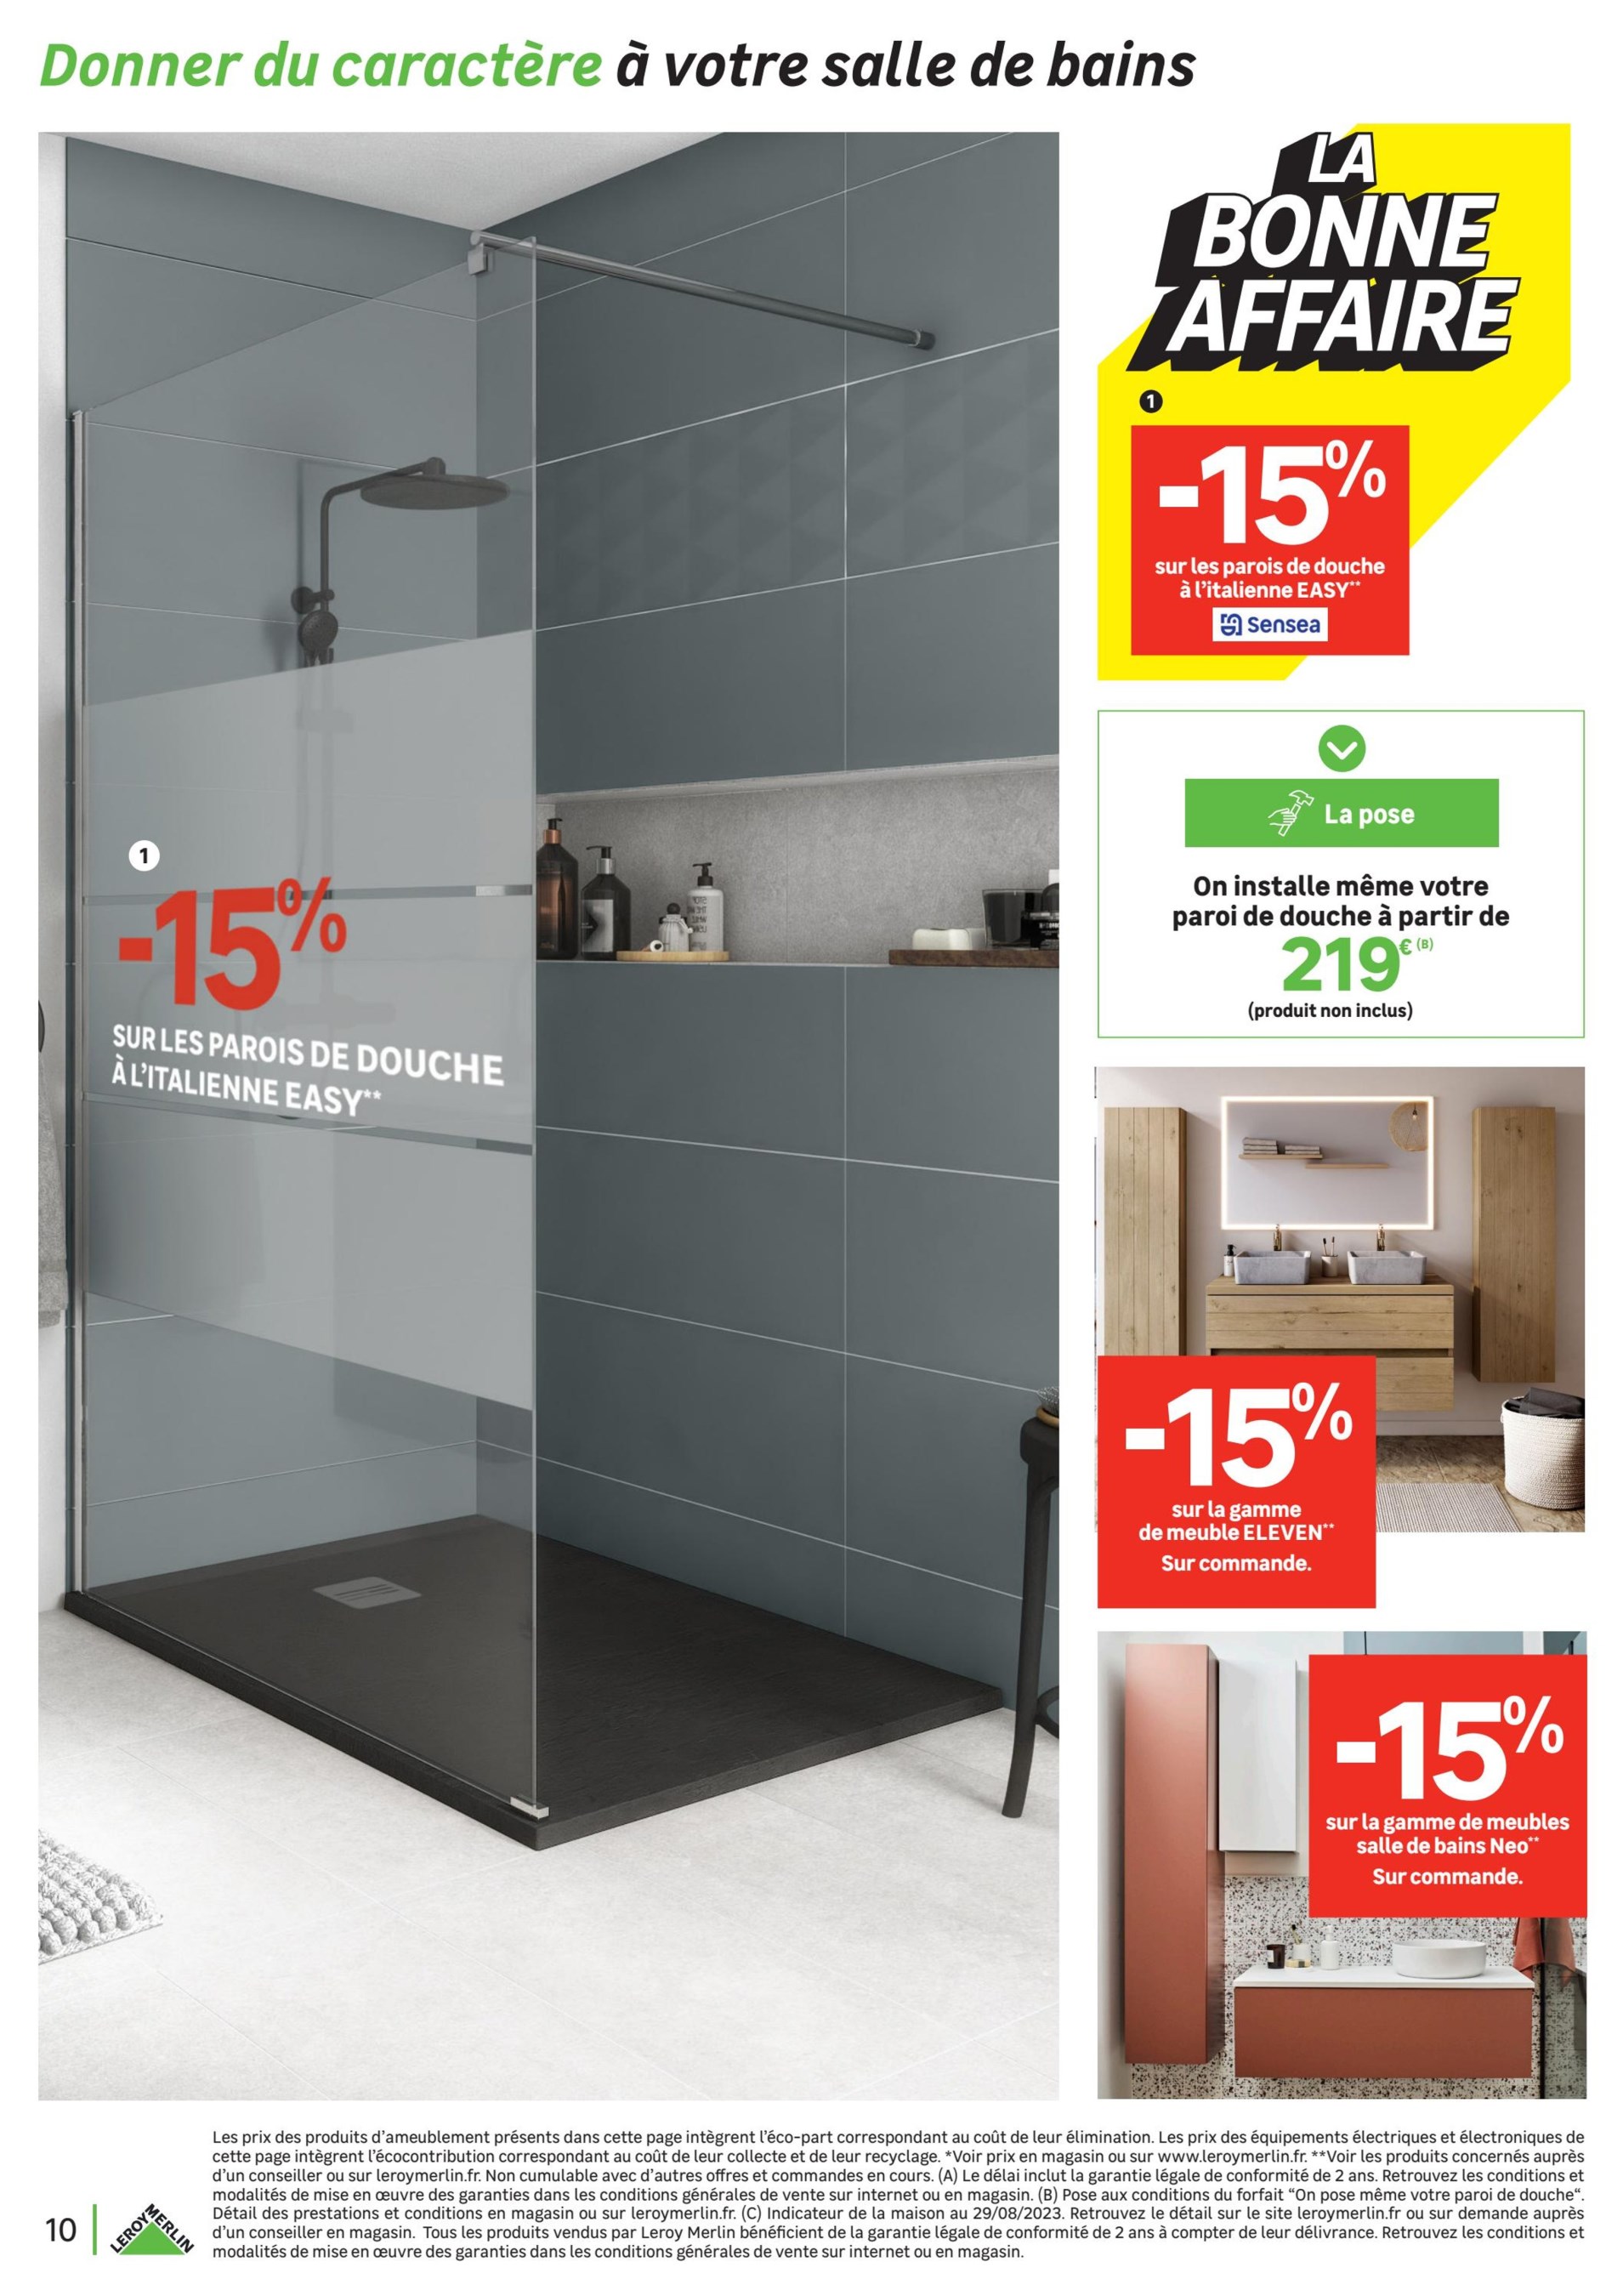 Donner du caractère à votre salle de bains
LA
BONNE
AFFAIRE
1
-15%
sur les parois de douche
à l'italienne EASY**
Sensea
1
-15%
SUR LES PAROIS DE DOUCHE
À L'ITALIENNE EASY**
La pose
On installe même votre
paroi de douche à partir de
219€ (B)
(produit non inclus)
-15%
sur la gamme
de meuble ELEVEN**
Sur commande.
-15%
sur la gamme de meubles
salle de bains Neo**
Sur commande.
Les prix des produits d'ameublement présents dans cette page intègrent l'éco-part correspondant au coût de leur élimination. Les prix des équipements électriques et électroniques de
cette page intègrent l'écocontribution correspondant au coût de leur collecte et de leur recyclage. *Voir prix en magasin ou sur www.leroymerlin.fr. **Voir les produits concernés auprès
d'un conseiller ou sur leroymerlin.fr. Non cumulable avec d'autres offres et commandes en cours. (A) Le délai inclut la garantie légale de conformité de 2 ans. Retrouvez les conditions et
modalités de mise en œuvre des garanties dans les conditions générales de vente sur internet ou en magasin. (B) Pose aux conditions du forfait "On pose même votre paroi de douche".
Détail des prestations et conditions en magasin ou sur leroymerlin.fr. (C) Indicateur de la maison au 29/08/2023. Retrouvez le détail sur le site leroymerlin.fr ou sur demande auprès
d'un conseiller en magasin. Tous les produits vendus par Leroy Merlin bénéficient de la garantie légale de conformité de 2 ans à compter de leur délivrance. Retrouvez les conditions et
modalités de mise en œuvre des garanties dans les conditions générales de vente sur internet ou en magasin.
10
LEROY MERLIN